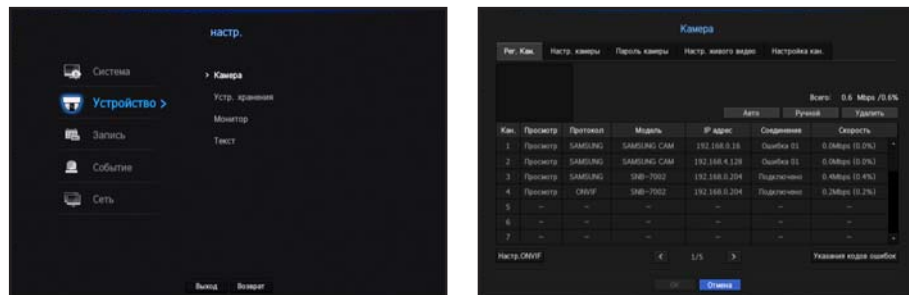 настр.
Система
Устройство >
Запись
Событие
Сеть
> Камера
Устр. хранения
Монитор
Текст
Выход Возврат
Камера
Рег. Кам. Настр. камеры Пароль камеры Настр. живого видео Настройка кан.
Всего: 0.6 Mbps /0.6%
Авто Ручной Удалить
Кан. Просмотр Протокол Модель IP адрес Соединение Скорость
1 Просмотр SAMSUNG SAMSUNG CAM 192.168.0.16 Ошибка 01 0.0Mbps (0.0%)
2 Просмотр SAMSUNG SAMSUNG CAM 192.168.4.128 Ошибка 01 0.0Mbps (0.0%)
3 Просмотр SAMSUNG SNB-7002 192.168.0.204 Подключено 0.4Mbps (0.4%)
4 Просмотр ONVIF SNB-7002 192.168.0.204 Подключено 0.2Mbps (0.2%)
5 - - - - - -
6 - - - - - -
7 - - - - - -
Настр.ONVIF < 1/5 > Указания кодов ошибок
OK Отмена